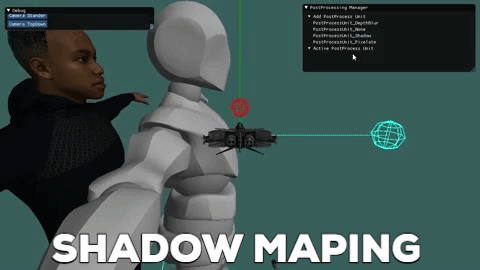 Debug
Camera Stander
Camera TopDown
PostProcessing Manager
Add PostProcess Unit
PostProcessUnit_DepthBlur
PostProcessUnit_None
PostProcessUnit_Shadow
PostProcessUnit_Pixelate
Active PostProcess Unit
SHADOW MAPING